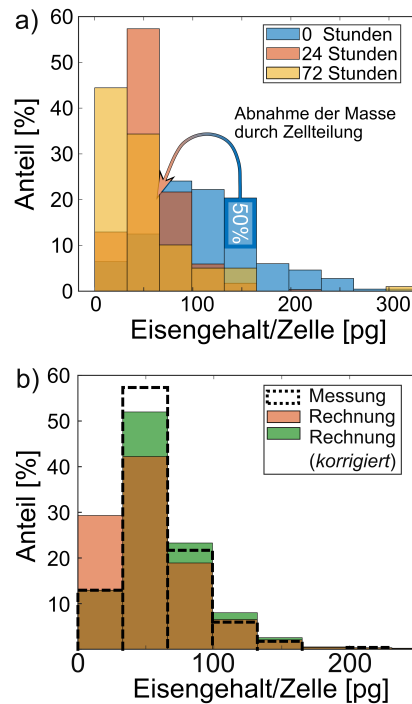 a)
60
50
40
30
20
10
0
Anteil [%]
0 Stunden
24 Stunden
72 Stunden
Abnahme der Masse
durch Zellteilung
50%
0 100 200 300
Eisengehalt/Zelle [pg]
b)
60
50
40
30
20
10
Anteil [%]
Messung
Rechnung
Rechnung
(korrigiert)
0 100 200
Eisengehalt/Zelle [pg]